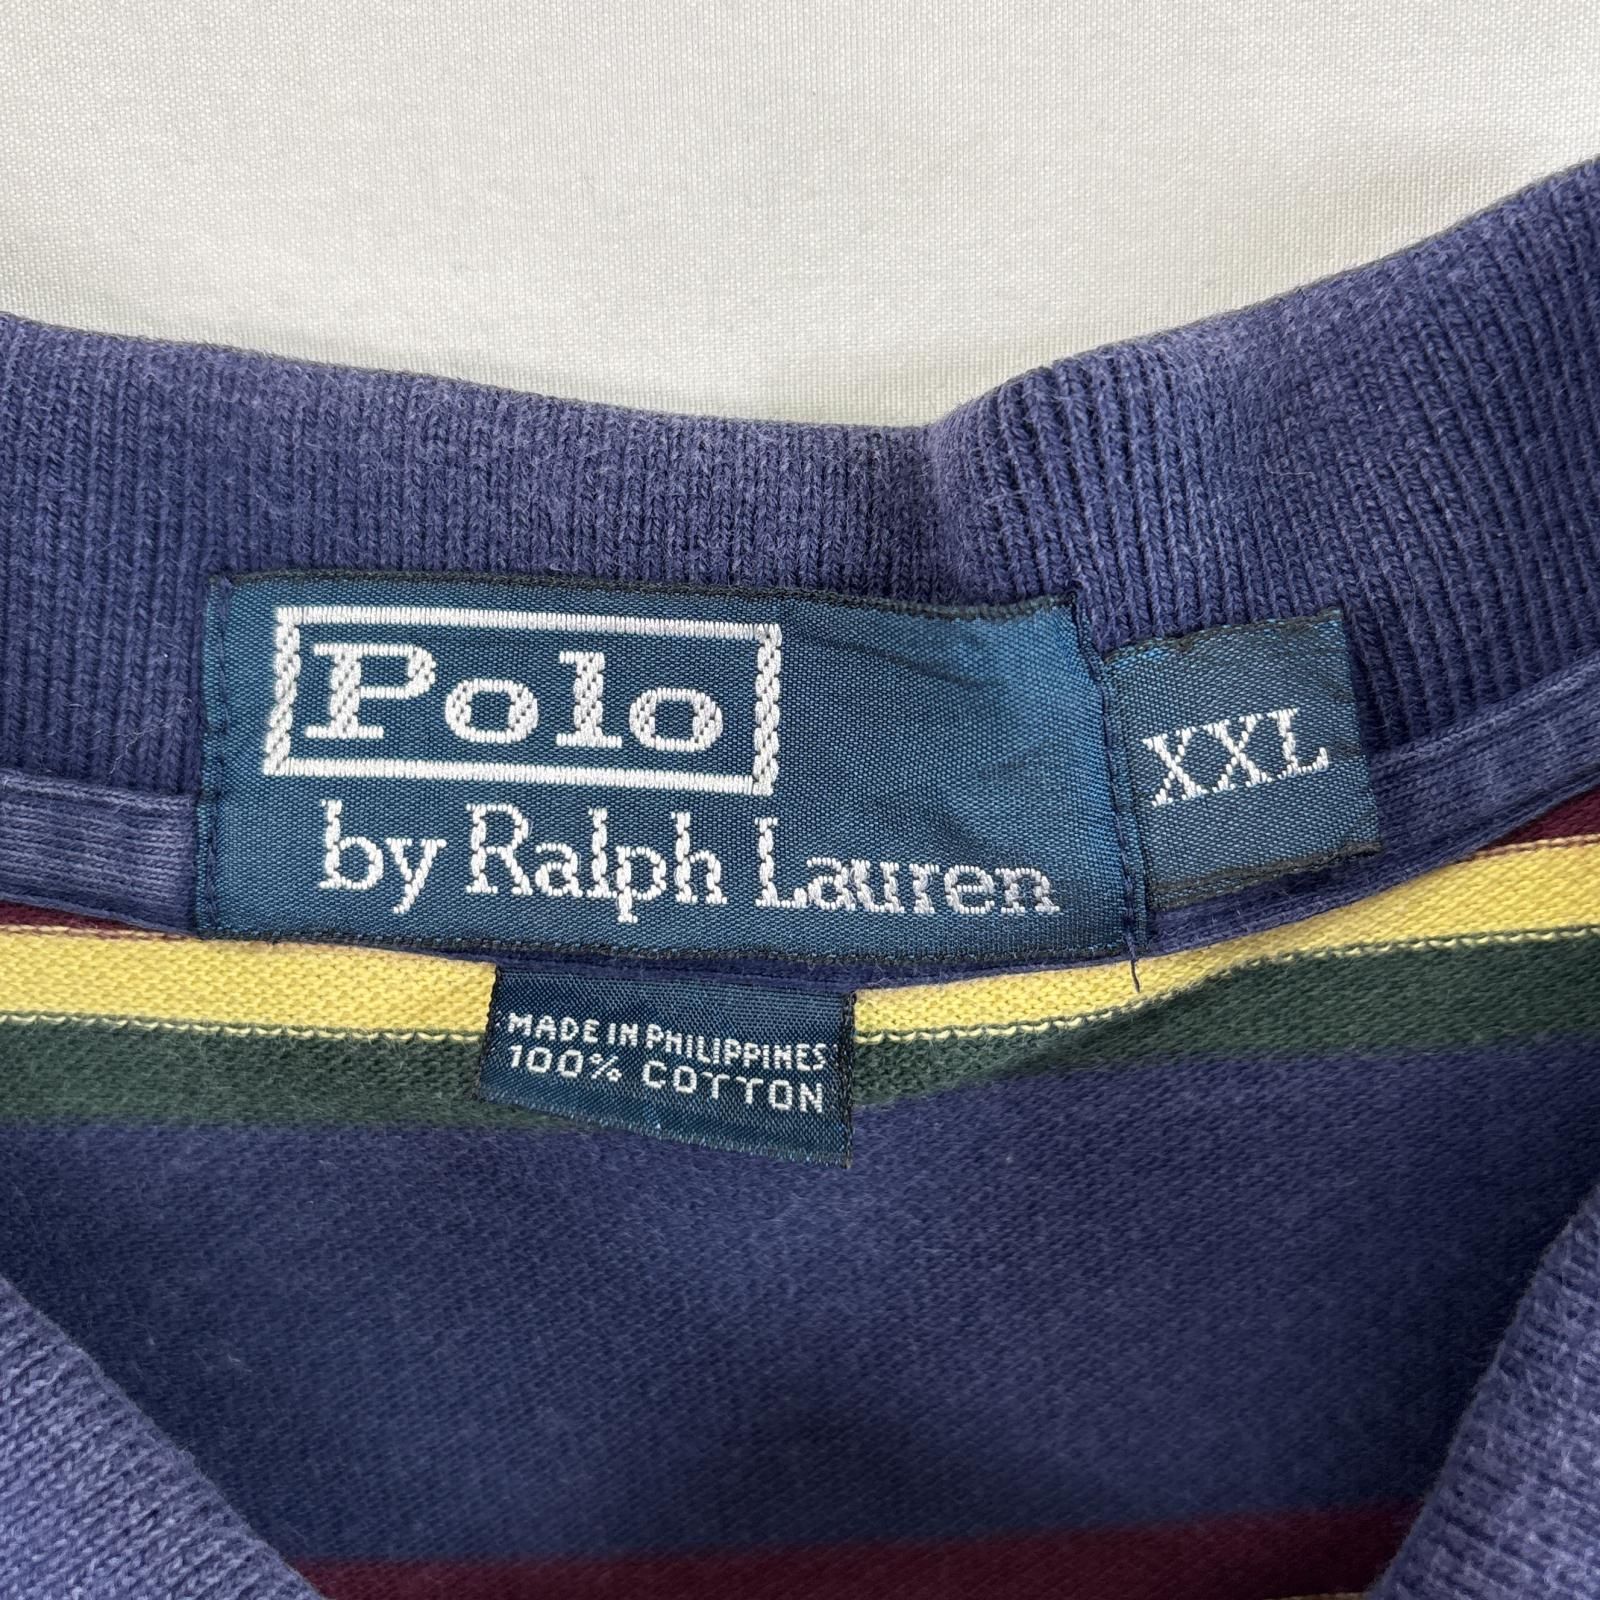 Polo
by Ralph Lauren
XXL
MADE IN PHILIPPINES
100% COTTON